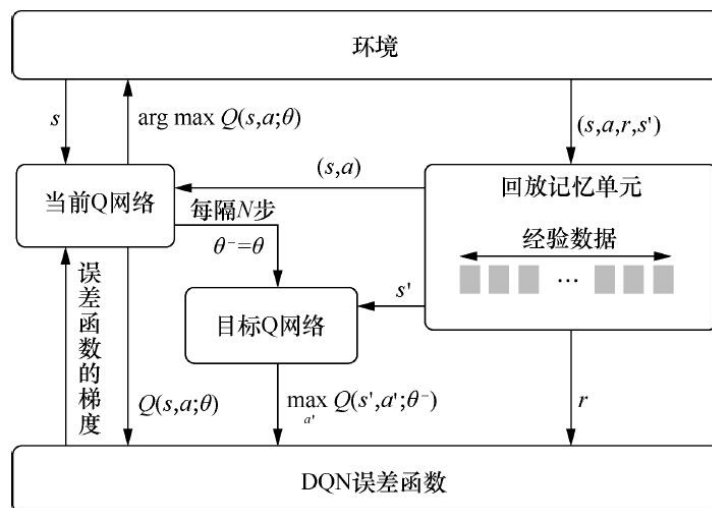 环境
s
arg max Q(s,a;θ)
(s,a,r,s')
(s,a)
当前Q网络
每隔N步
θ⁻=θ
回放记忆单元
经验数据
...
s'
目标Q网络
误差函数的梯度
Q(s,a;θ)
max Q(s',a';θ⁻)
a'
r
DQN误差函数